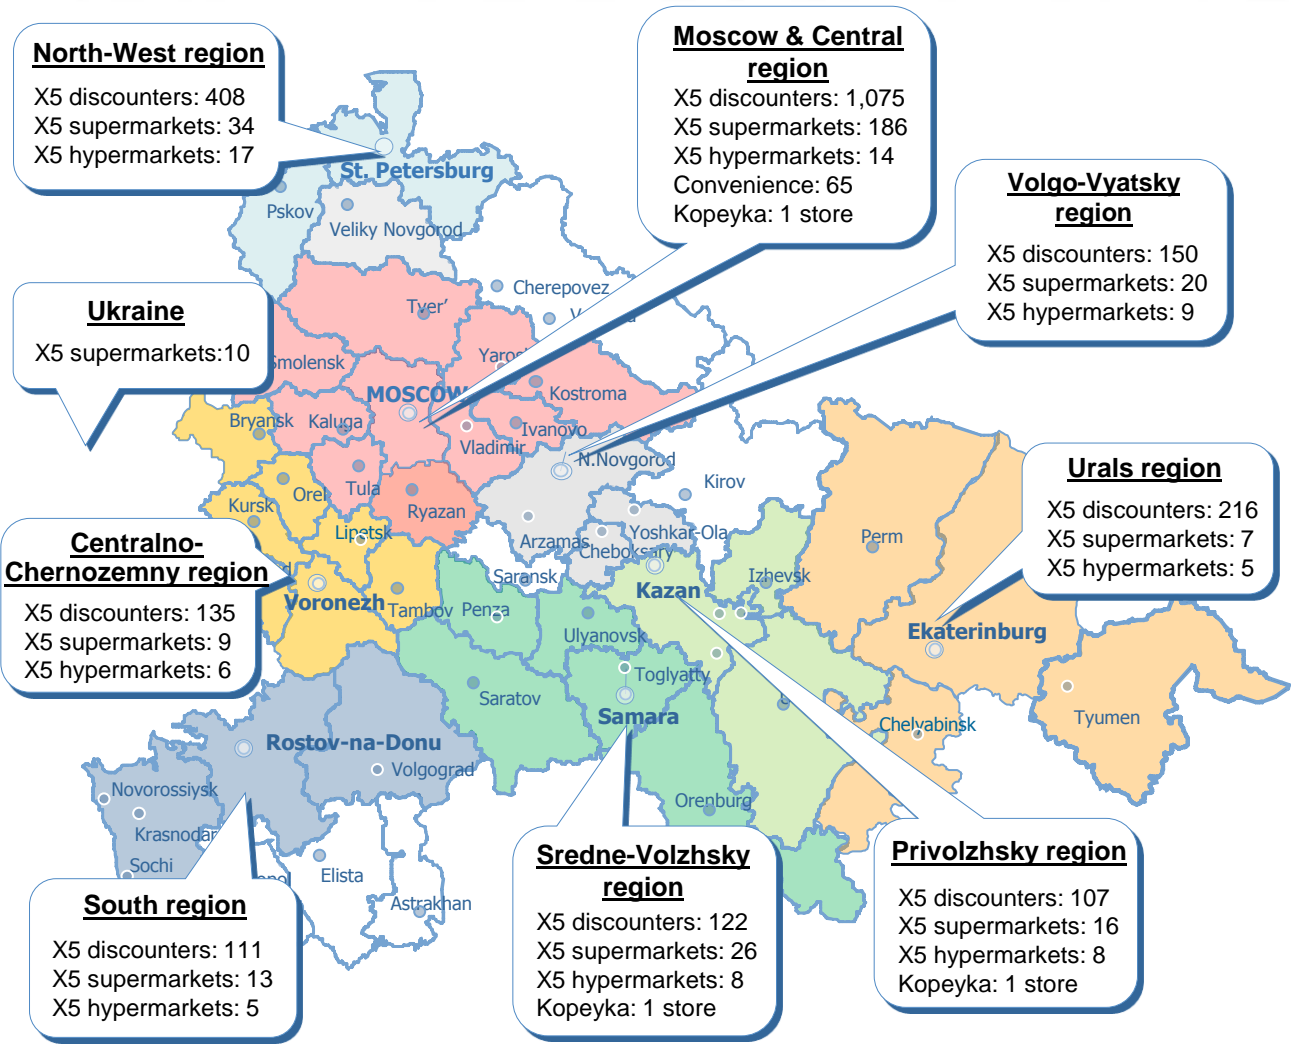 North-West region
X5 discounters: 408
X5 supermarkets: 34
X5 hypermarkets: 17
Moscow & Central
region
X5 discounters: 1,075
X5 supermarkets: 186
X5 hypermarkets: 14
Convenience: 65
Kopeyka: 1 store
Volgo-Vyatsky
region
X5 discounters: 150
X5 supermarkets: 20
X5 hypermarkets: 9
Ukraine
X5 supermarkets:10
Urals region
X5 discounters: 216
X5 supermarkets: 7
X5 hypermarkets: 5
Centralno-
Chernozemny region
X5 discounters: 135
X5 supermarkets: 9
X5 hypermarkets: 6
South region
X5 discounters: 111
X5 supermarkets: 13
X5 hypermarkets: 5
Sredne-Volzhsky
region
X5 discounters: 122
X5 supermarkets: 26
X5 hypermarkets: 8
Kopeyka: 1 store
Privolzhsky region
X5 discounters: 107
X5 supermarkets: 16
X5 hypermarkets: 8
Kopeyka: 1 store
St. Petersburg
Pskov
Veliky Novgorod
Cherepovez
Tver'
Smolensk
MOSCOW
Kostroma
Bryansk
Kaluga
Ivanovo
Vladimir
N.Novgorod
Orel
Tula
Ryazan
Kirov
Kursk
Lipetsk
Arzamas
Yoshkar-Ola
Cheboksary
Perm
Saransk
Kazan
Izhevsk
Voronezh
Tambov
Penza
Ulyanovsk
Ekaterinburg
Toglyatty
Saratov
Samara
Chelyabinsk
Tyumen
Rostov-na-Donu
Volgograd
Novorossiysk
Orenburg
Krasnodar
Sochi
Elista
Astrakhan